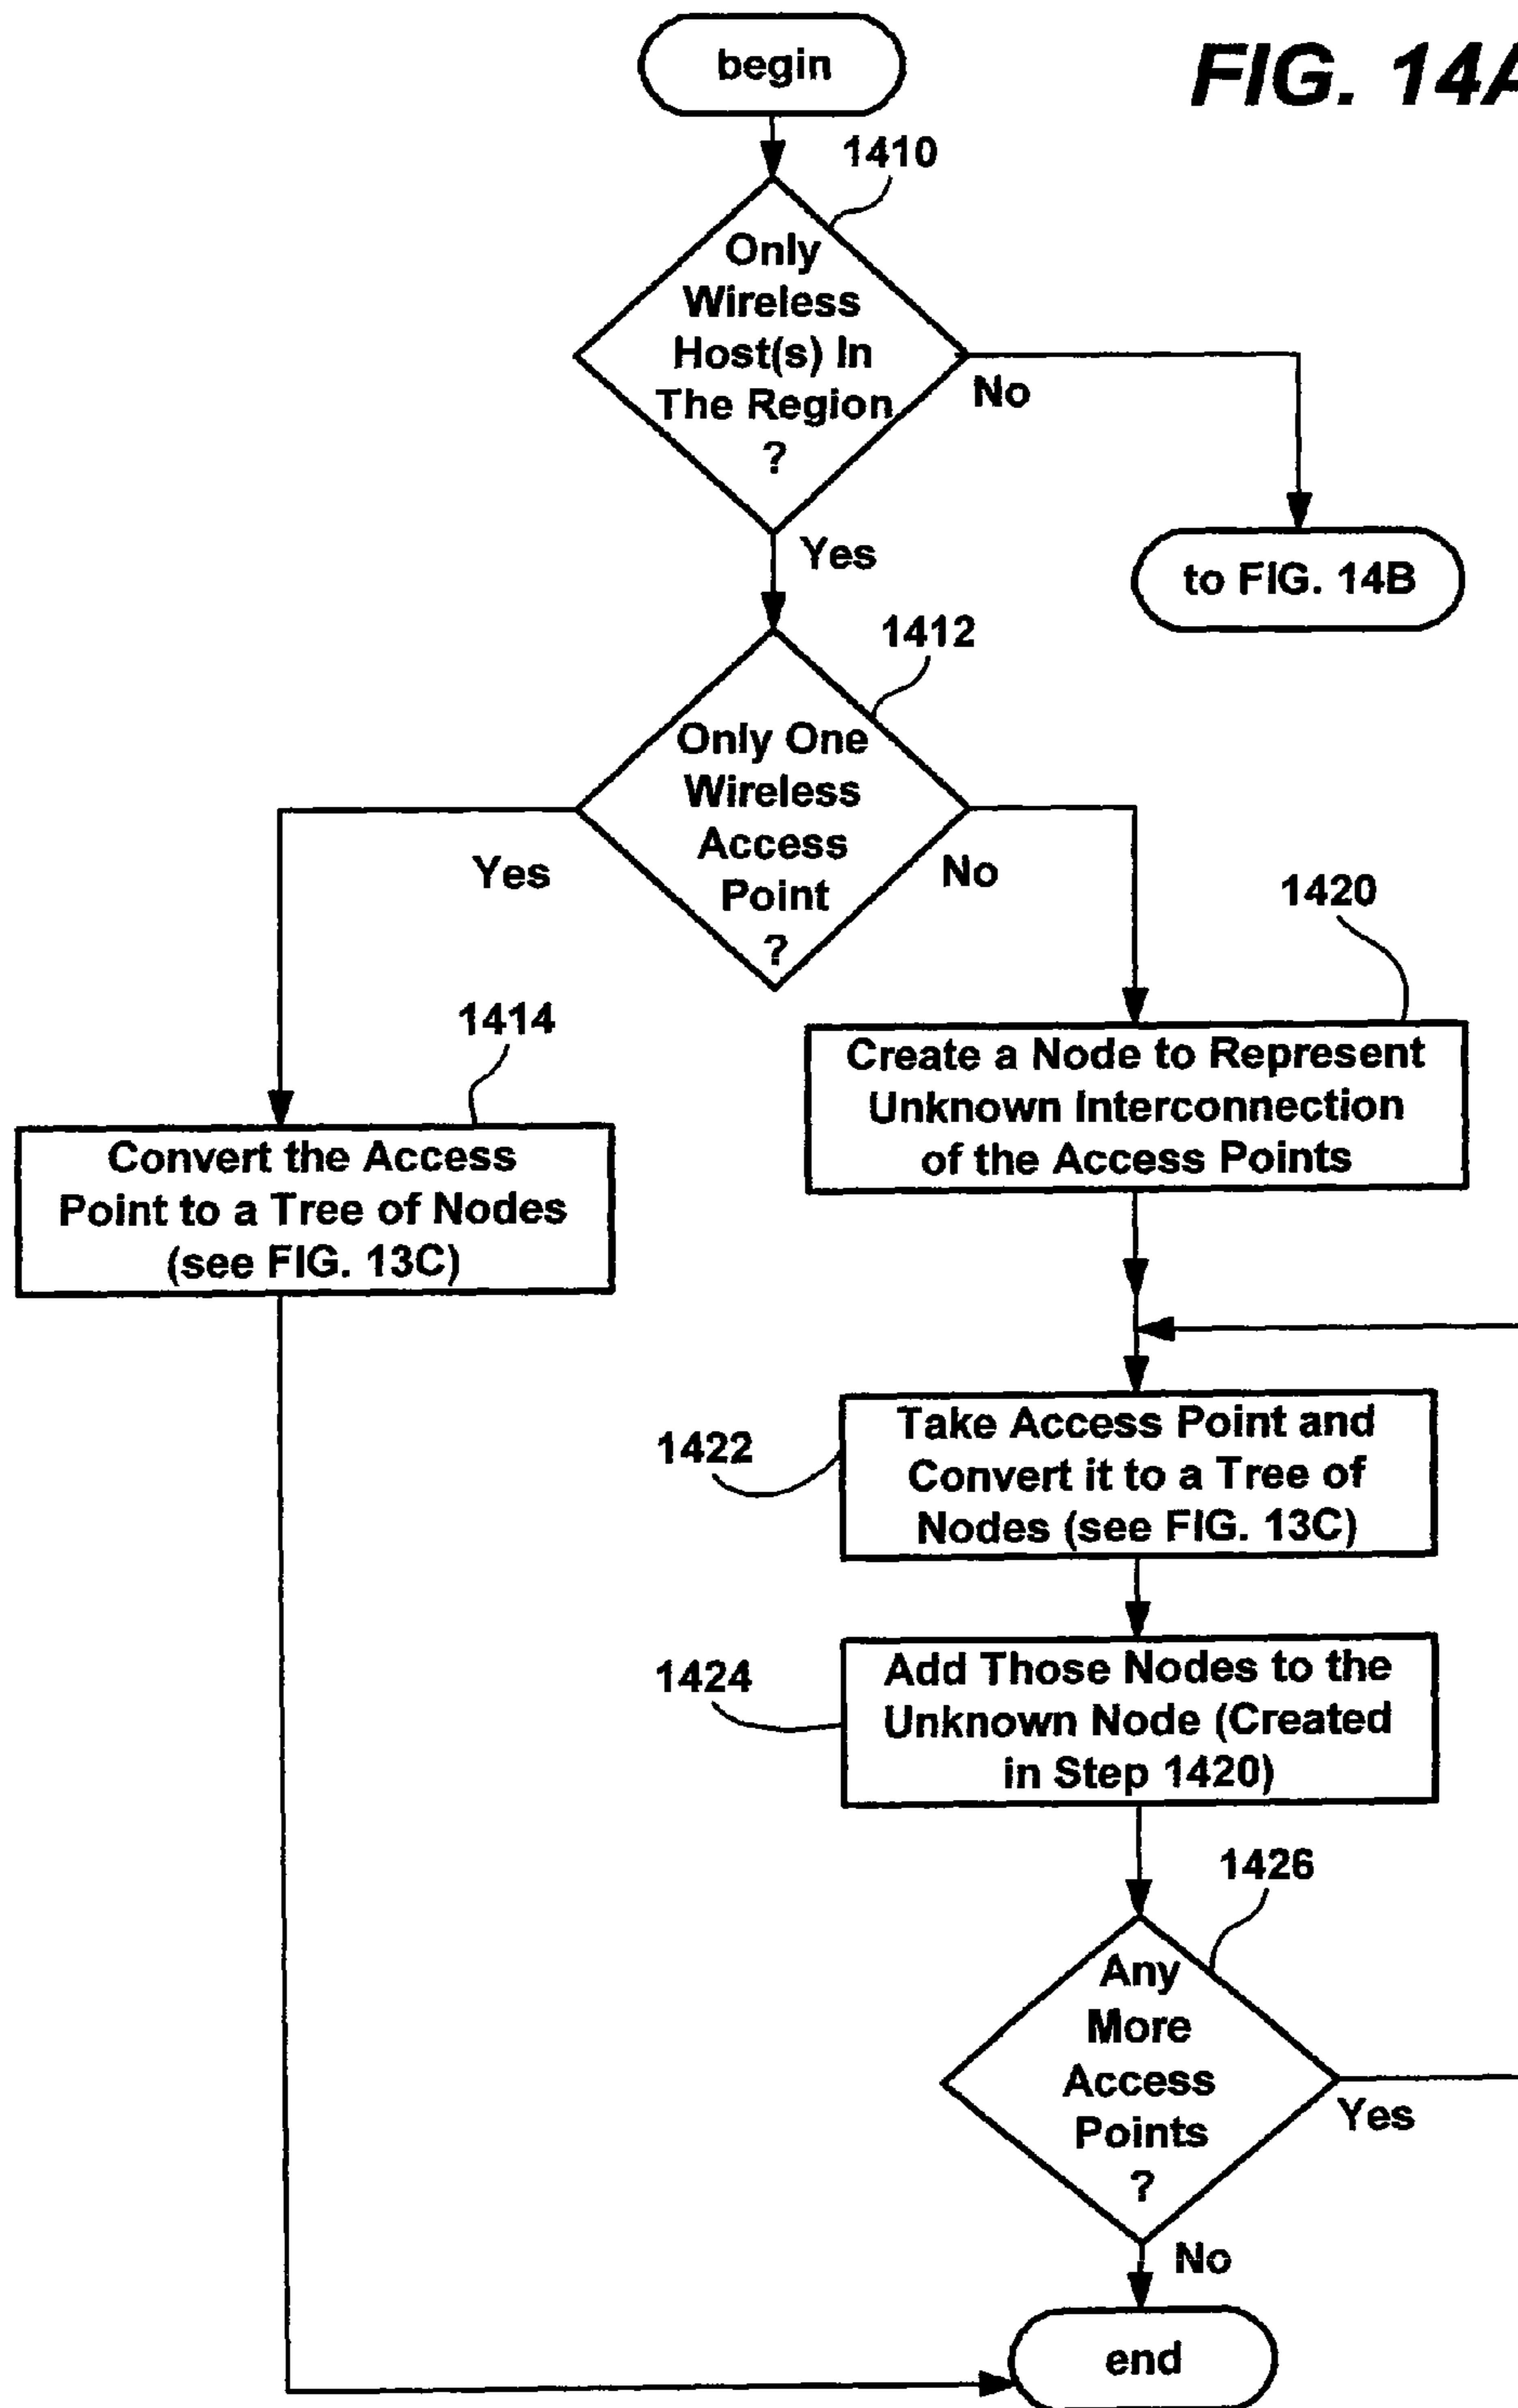 begin
FIG. 14A
1410
Only
Wireless
Host(s) In
The Region
?
No
Yes
to FIG. 14B
1412
Only One
Wireless
Access
Point
?
Yes
No
1420
1414
Create a Node to Represent
Unknown Interconnection
of the Access Points
Convert the Access
Point to a Tree of Nodes
(see FIG. 13C)
1422
Take Access Point and
Convert it to a Tree of
Nodes (see FIG. 13C)
1424
Add Those Nodes to the
Unknown Node (Created
in Step 1420)
1426
Any
More
Access
Points
?
Yes
No
end